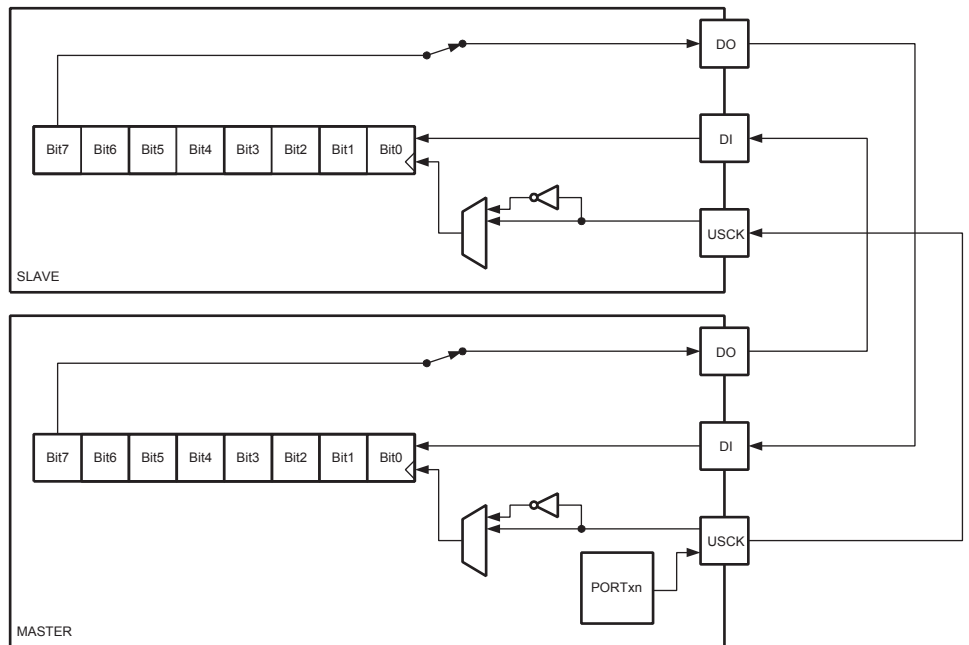 DO
DI
Bit7 Bit6 Bit5 Bit4 Bit3 Bit2 Bit1 Bit0
USCK
SLAVE
DO
DI
Bit7 Bit6 Bit5 Bit4 Bit3 Bit2 Bit1 Bit0
USCK
PORTxn
MASTER